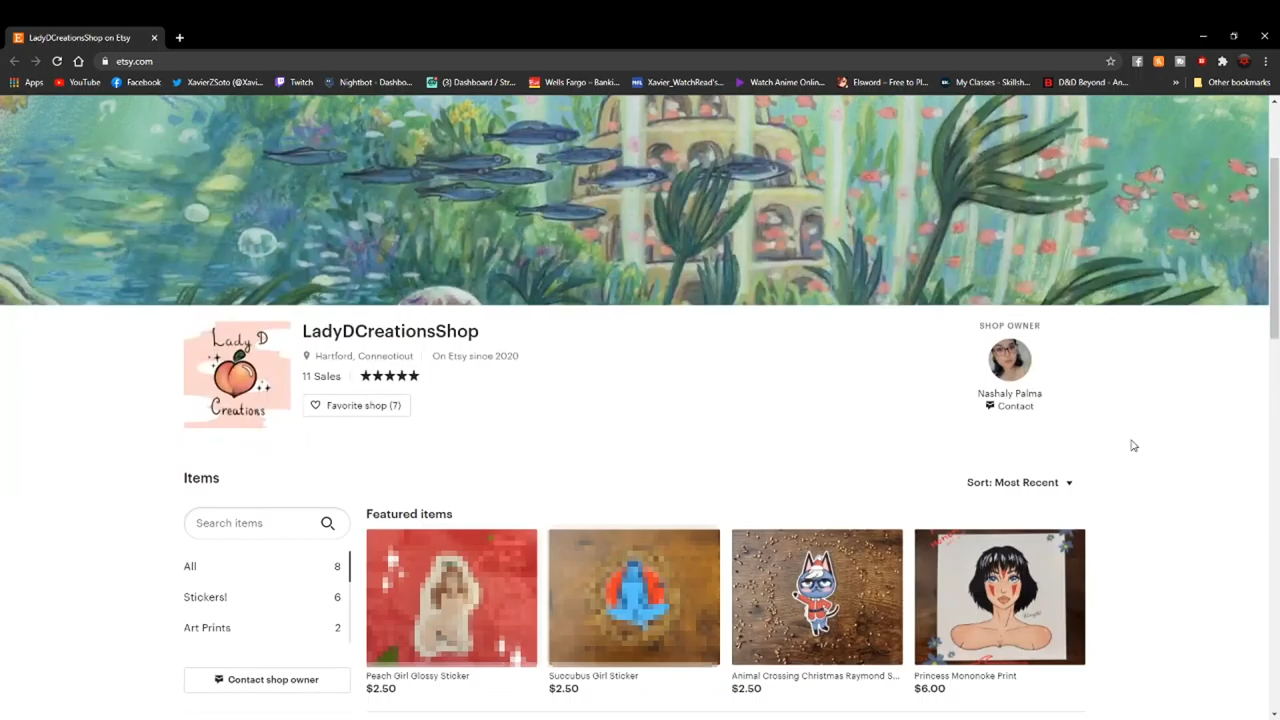 LadyDCreationsShop on Etsy
etsy.com
Apps
YouTube
Facebook
XavierZSoto (@Xavi...
Twitch
Nightbot - Dashbo...
(3) Dashboard / Str...
Wells Fargo – Banki...
Xavier_WatchRead's...
Watch Anime Onlin...
Elsword – Free to Pl...
My Classes - Skillsh...
D&D Beyond - An...
»
Other bookmarks
Lady D
Creations
LadyDCreationsShop
Hartford, Connecticut
On Etsy since 2020
11 Sales
Favorite shop (7)
SHOP OWNER
Nashaly Palma
Contact
Items
Sort: Most Recent
Search items
All 8
Stickers! 6
Art Prints 2
Contact shop owner
Featured items
Peach Girl Glossy Sticker
$2.50
Succubus Girl Sticker
$2.50
Animal Crossing Christmas Raymond S...
$2.50
Princess Mononoke Print
$6.00